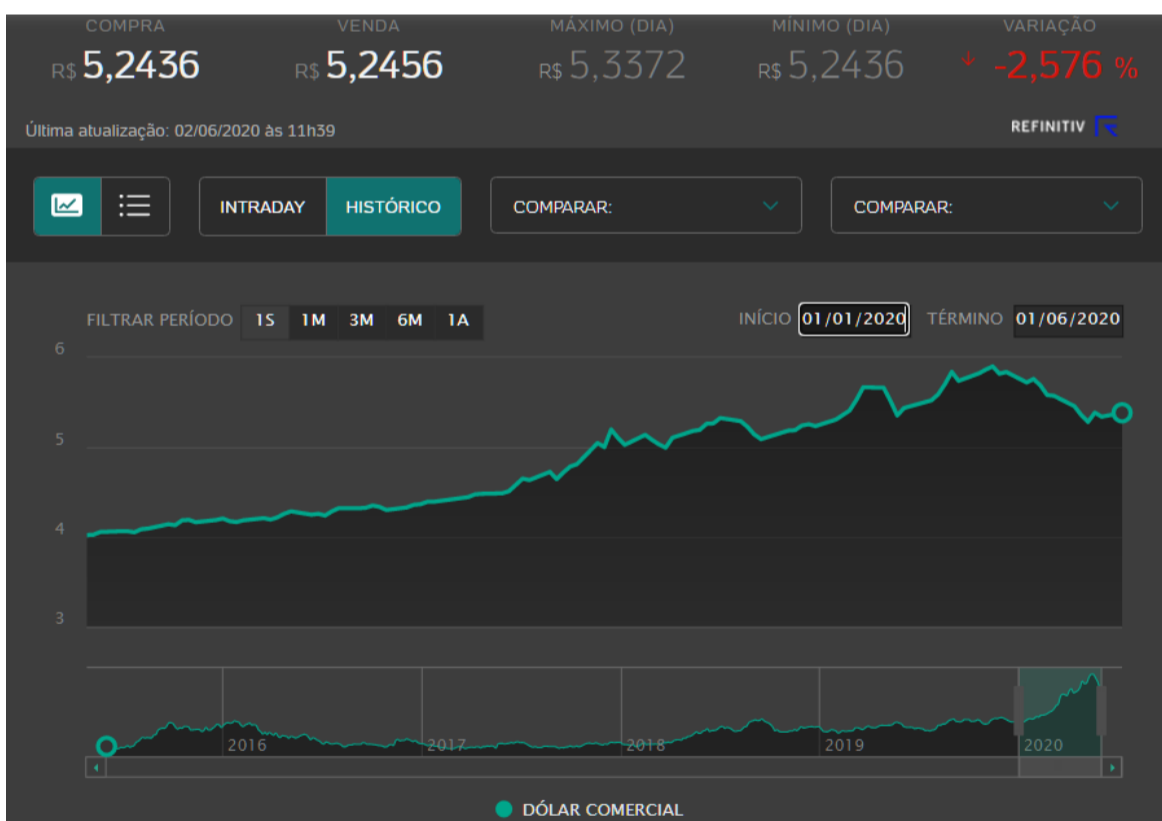 COMPRA VENDA MÁXIMO (DIA) MÍNIMO (DIA) VARIAÇÃO
R$ 5,2436 R$ 5,2456 R$ 5,3372 R$ 5,2436 -2,576 %
Última atualização: 02/06/2020 às 11h39 REFINITIV
INTRADAY HISTÓRICO COMPARAR: COMPARAR:
FILTRAR PERÍODO 1S 1M 3M 6M 1A INÍCIO 01/01/2020 TÉRMINO 01/06/2020
6
5
4
3
2016 2017 2018 2019 2020
DÓLAR COMERCIAL